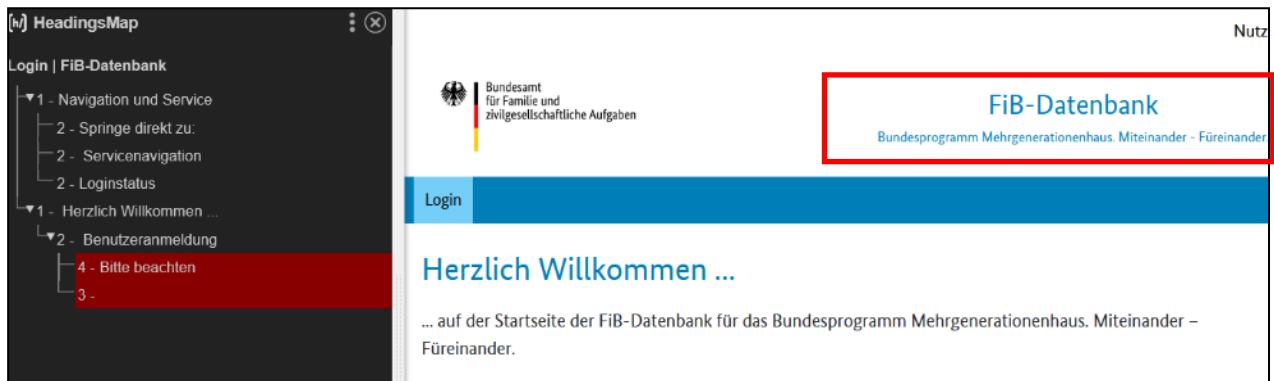 [h/] HeadingsMap
Login | FiB-Datenbank
1 - Navigation und Service
2 - Springe direkt zu:
2 - Servicenavigation
2 - Loginstatus
1 - Herzlich Willkommen ...
2 - Benutzeranmeldung
4 - Bitte beachten
3 -
Nutz
Bundesamt
für Familie und
zivilgesellschaftliche Aufgaben
FiB-Datenbank
Bundesprogramm Mehrgenerationenhaus. Miteinander - Füreinander.
Login
Herzlich Willkommen ...
... auf der Startseite der FiB-Datenbank für das Bundesprogramm Mehrgenerationenhaus. Miteinander –
Füreinander.